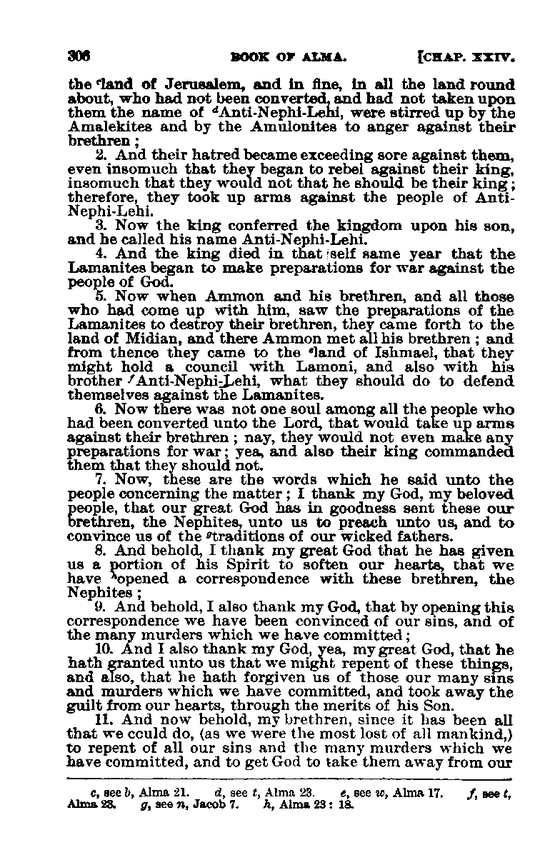 306 BOOK OF ALMA. [CHAP. XXIV.
the ᶜland of Jerusalem, and in fine, in all the land round
about, who had not been converted, and had not taken upon
them the name of ᵈAnti-Nephi-Lehi, were stirred up by the
Amalekites and by the Amulonites to anger against their
brethren;
2. And their hatred became exceeding sore against them,
even insomuch that they began to rebel against their king,
insomuch that they would not that he should be their king;
therefore, they took up arms against the people of Anti-
Nephi-Lehi.
3. Now the king conferred the kingdom upon his son,
and he called his name Anti-Nephi-Lehi.
4. And the king died in that self same year that the
Lamanites began to make preparations for war against the
people of God.
5. Now when Ammon and his brethren, and all those
who had come up with him, saw the preparations of the
Lamanites to destroy their brethren, they came forth to the
land of Midian, and there Ammon met all his brethren; and
from thence they came to the ᵉland of Ishmael, that they
might hold a council with Lamoni, and also with his
brother ᶠAnti-Nephi-Lehi, what they should do to defend
themselves against the Lamanites.
6. Now there was not one soul among all the people who
had been converted unto the Lord, that would take up arms
against their brethren; nay, they would not even make any
preparations for war; yea, and also their king commanded
them that they should not.
7. Now, these are the words which he said unto the
people concerning the matter; I thank my God, my beloved
people, that our great God has in goodness sent these our
brethren, the Nephites, unto us to preach unto us, and to
convince us of the ᵍtraditions of our wicked fathers.
8. And behold, I thank my great God that he has given
us a portion of his Spirit to soften our hearts, that we
have ʰopened a correspondence with these brethren, the
Nephites;
9. And behold, I also thank my God, that by opening this
correspondence we have been convinced of our sins, and of
the many murders which we have committed;
10. And I also thank my God, yea, my great God, that he
hath granted unto us that we might repent of these things,
and also, that he hath forgiven us of those our many sins
and murders which we have committed, and took away the
guilt from our hearts, through the merits of his Son.
11. And now behold, my brethren, since it has been all
that we could do, (as we were the most lost of all mankind,)
to repent of all our sins and the many murders which we
have committed, and to get God to take them away from our
c, see b, Alma 21. d, see t, Alma 23. e, see w, Alma 17. f, see t,
Alma 23. g, see n, Jacob 7. h, Alma 23: 18.